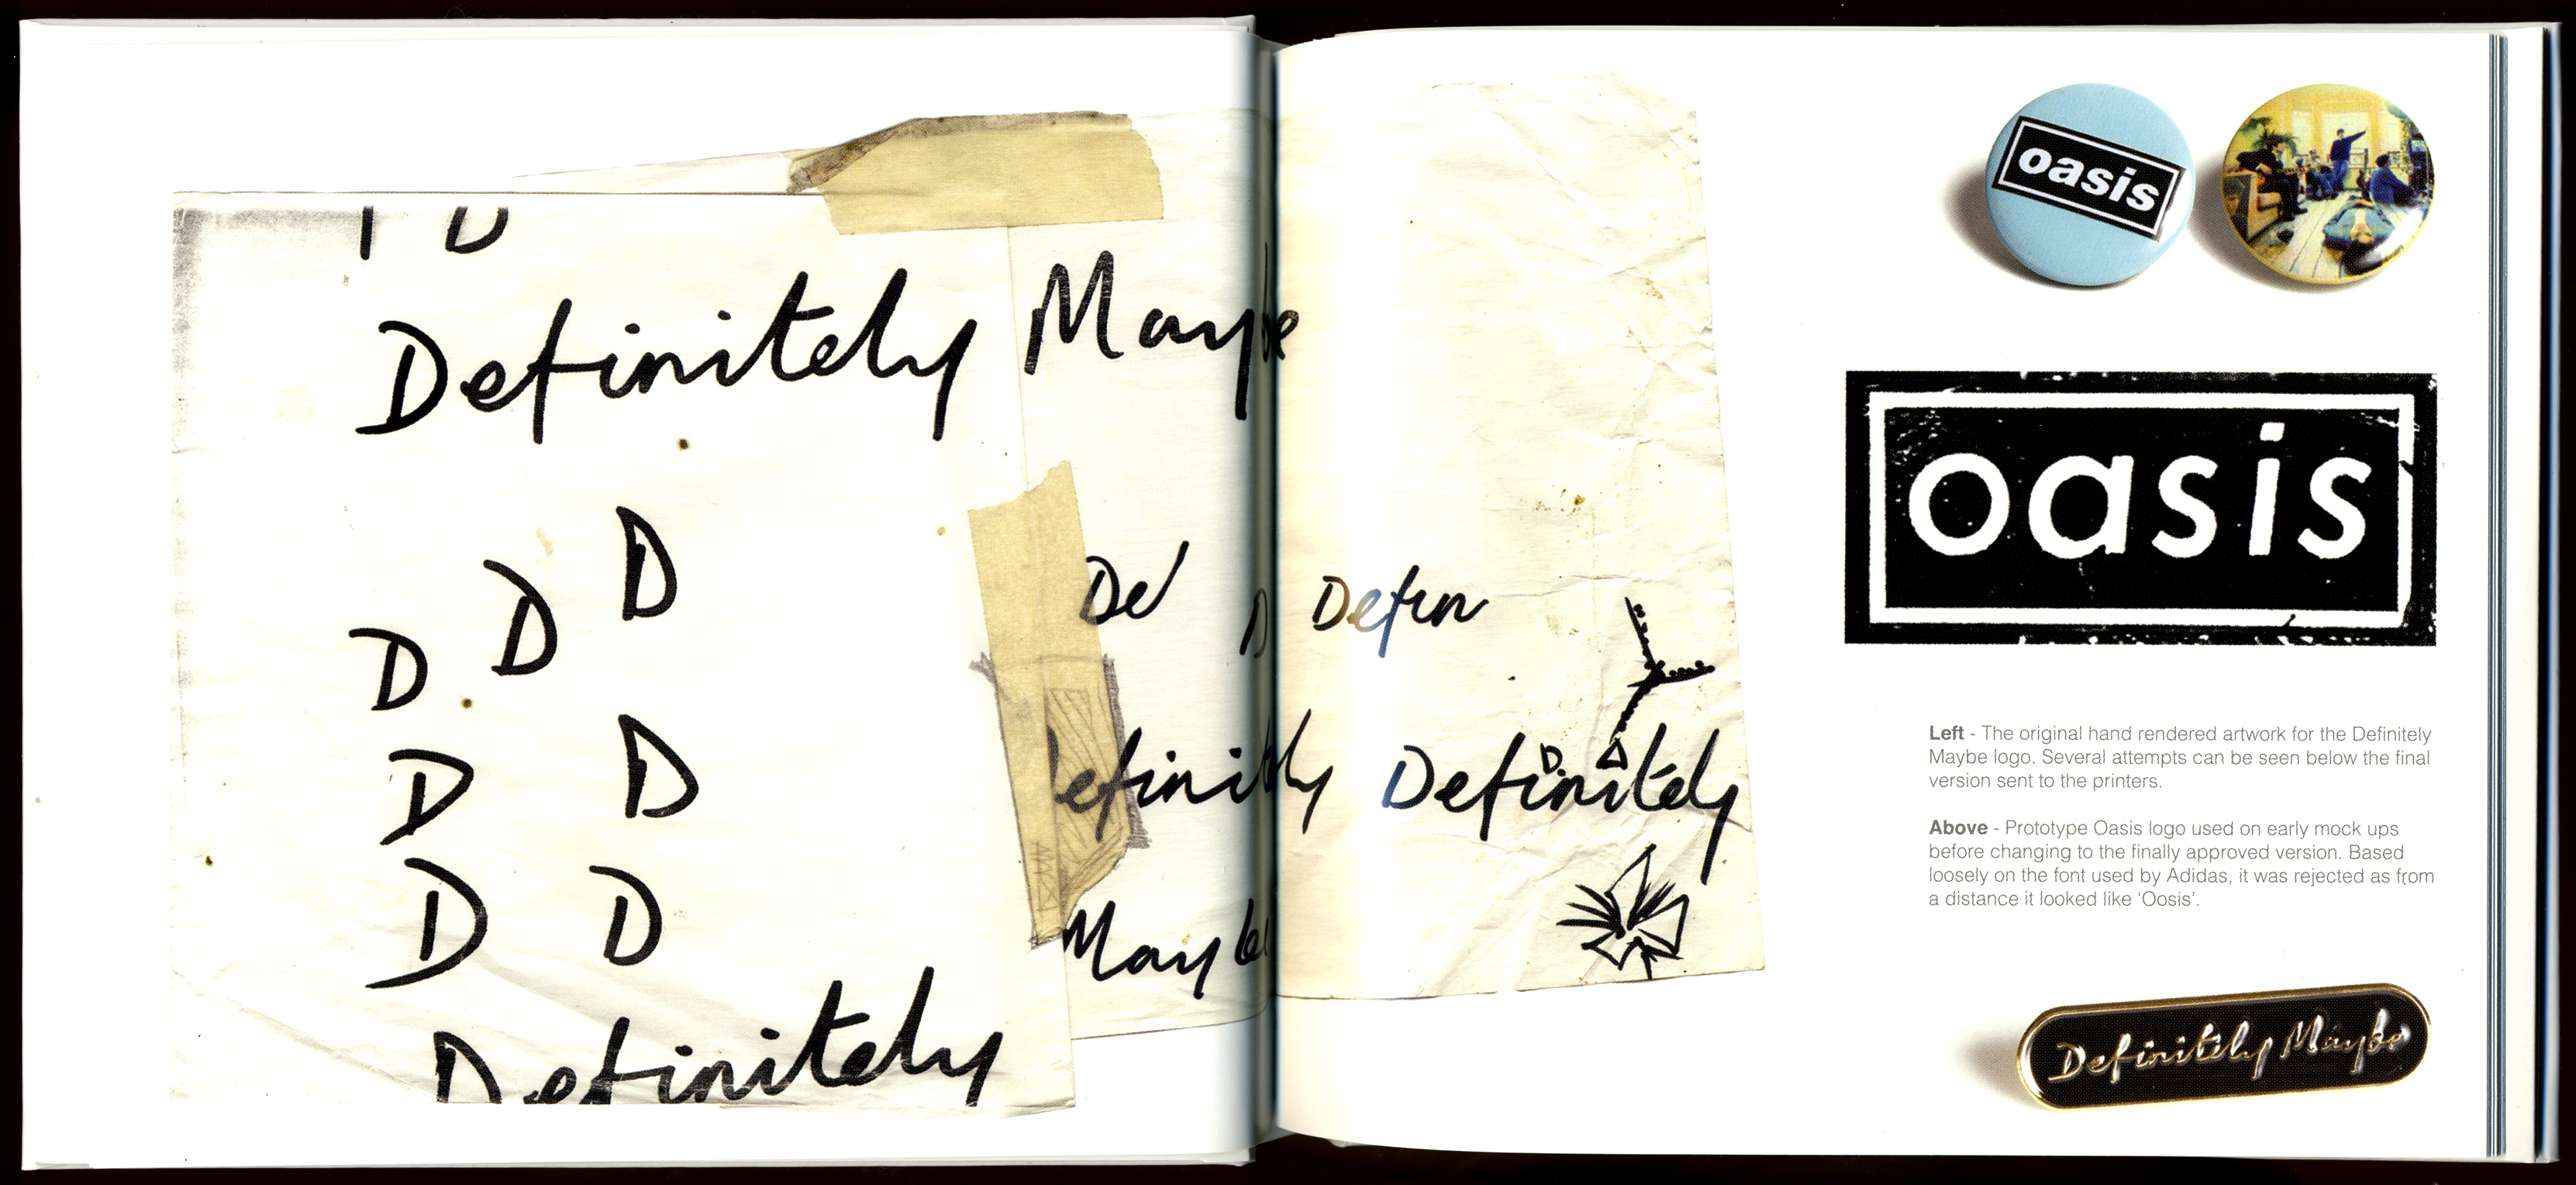 D
Definitely Maybe
D
D
D
D
D
D
D
Definitely
De
D
Defin
Definitely
Definitely
D
D
Maybe
oasis
oasis
Left - The original hand rendered artwork for the Definitely
Maybe logo. Several attempts can be seen below the final
version sent to the printers.
Above - Prototype Oasis logo used on early mock ups
before changing to the finally approved version. Based
loosely on the font used by Adidas, it was rejected as from
a distance it looked like ‘Oosis’.
Definitely Maybe